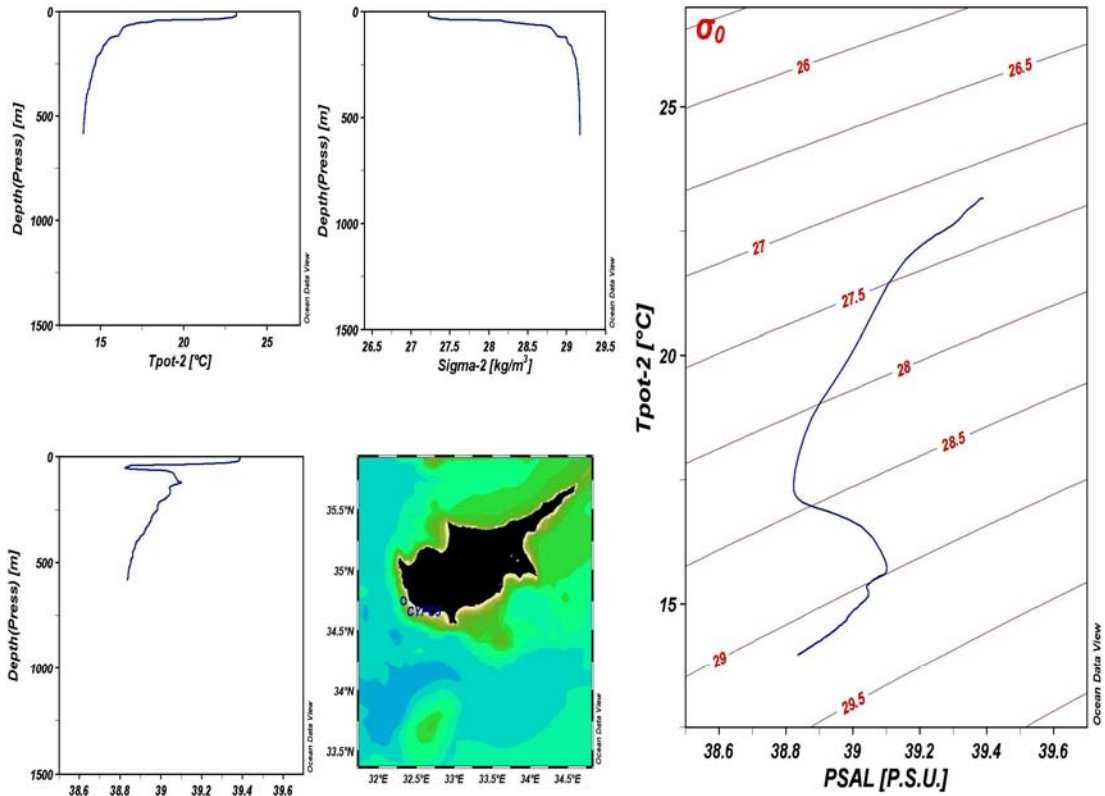 0
500
1000
1500
Depth(Press) [m]
15
20
25
Tpot-2 [°C]
Ocean Data View
0
500
1000
1500
Depth(Press) [m]
26.5
27
27.5
28
28.5
29
29.5
Sigma-2 [kg/m³]
Ocean Data View
σ0
26
26.5
27
27.5
28
28.5
29
29.5
25
20
15
Tpot-2 [°C]
38.6
38.8
39
39.2
39.4
39.6
PSAL [P.S.U.]
Ocean Data View
0
500
1000
1500
Depth(Press) [m]
38.6
38.8
39
39.2
39.4
39.6
Ocean Data View
35.5°N
35°N
34.5°N
34°N
33.5°N
32°E
32.5°E
33°E
33.5°E
34°E
34.5°E
Ocean Data View